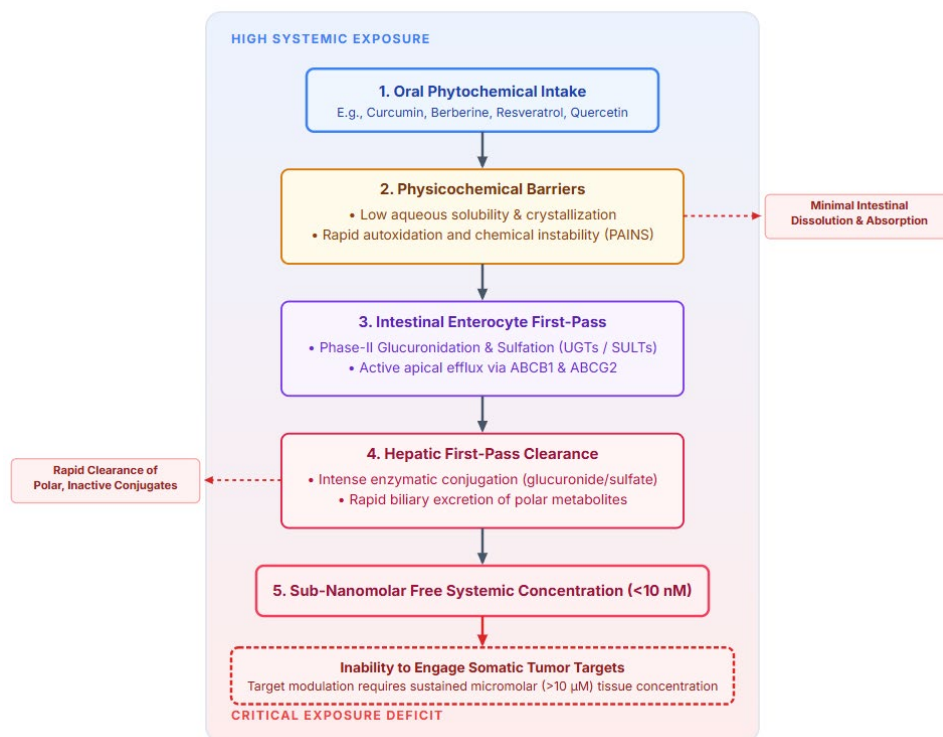 HIGH SYSTEMIC EXPOSURE
1. Oral Phytochemical Intake
E.g., Curcumin, Berberine, Resveratrol, Quercetin
2. Physicochemical Barriers
• Low aqueous solubility & crystallization
• Rapid autoxidation and chemical instability (PAINS)
Minimal Intestinal
Dissolution & Absorption
3. Intestinal Enterocyte First-Pass
• Phase-II Glucuronidation & Sulfation (UGTs / SULTs)
• Active apical efflux via ABCB1 & ABCG2
4. Hepatic First-Pass Clearance
• Intense enzymatic conjugation (glucuronide/sulfate)
• Rapid biliary excretion of polar metabolites
Rapid Clearance of
Polar, Inactive Conjugates
5. Sub-Nanomolar Free Systemic Concentration (<10 nM)
Inability to Engage Somatic Tumor Targets
Target modulation requires sustained micromolar (>10 μM) tissue concentration
CRITICAL EXPOSURE DEFICIT